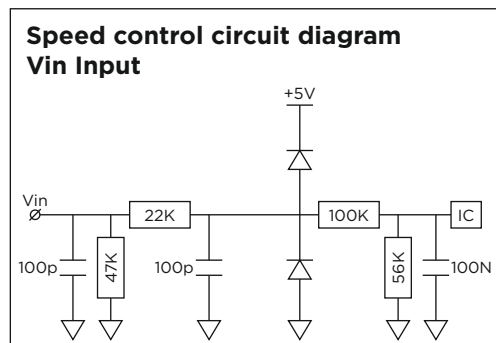 Speed control circuit diagram
Vin Input
+5V
Vin
22K
100K
IC
100p
47K
100p
56K
100N